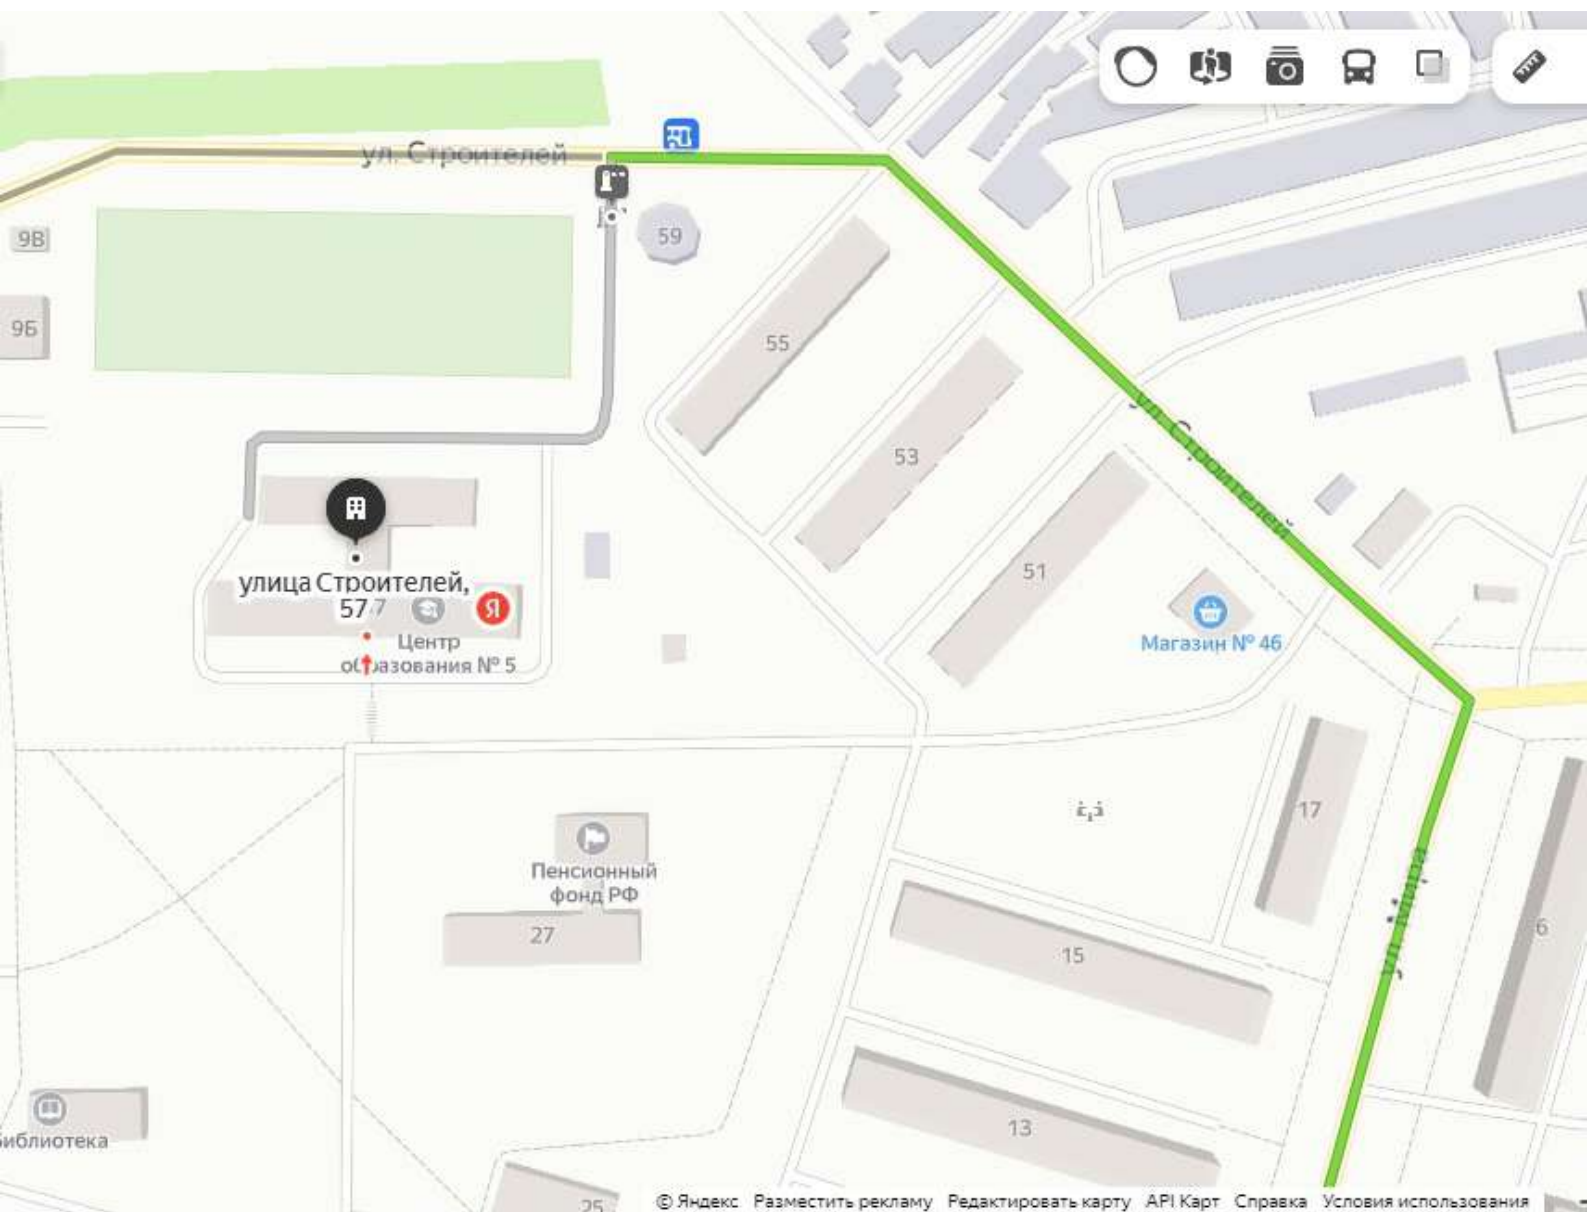 ул. Строителей
9В
59
9Б
55
53
ул. Строителей
51
улица Строителей,
57
Я
Центр
образования № 5
Магазин № 46
17
Пенсионный
фонд РФ
27
6
15
ул. Мира
Библиотека
13
25
© Яндекс Разместить рекламу Редактировать карту API Карт Справка Условия использования